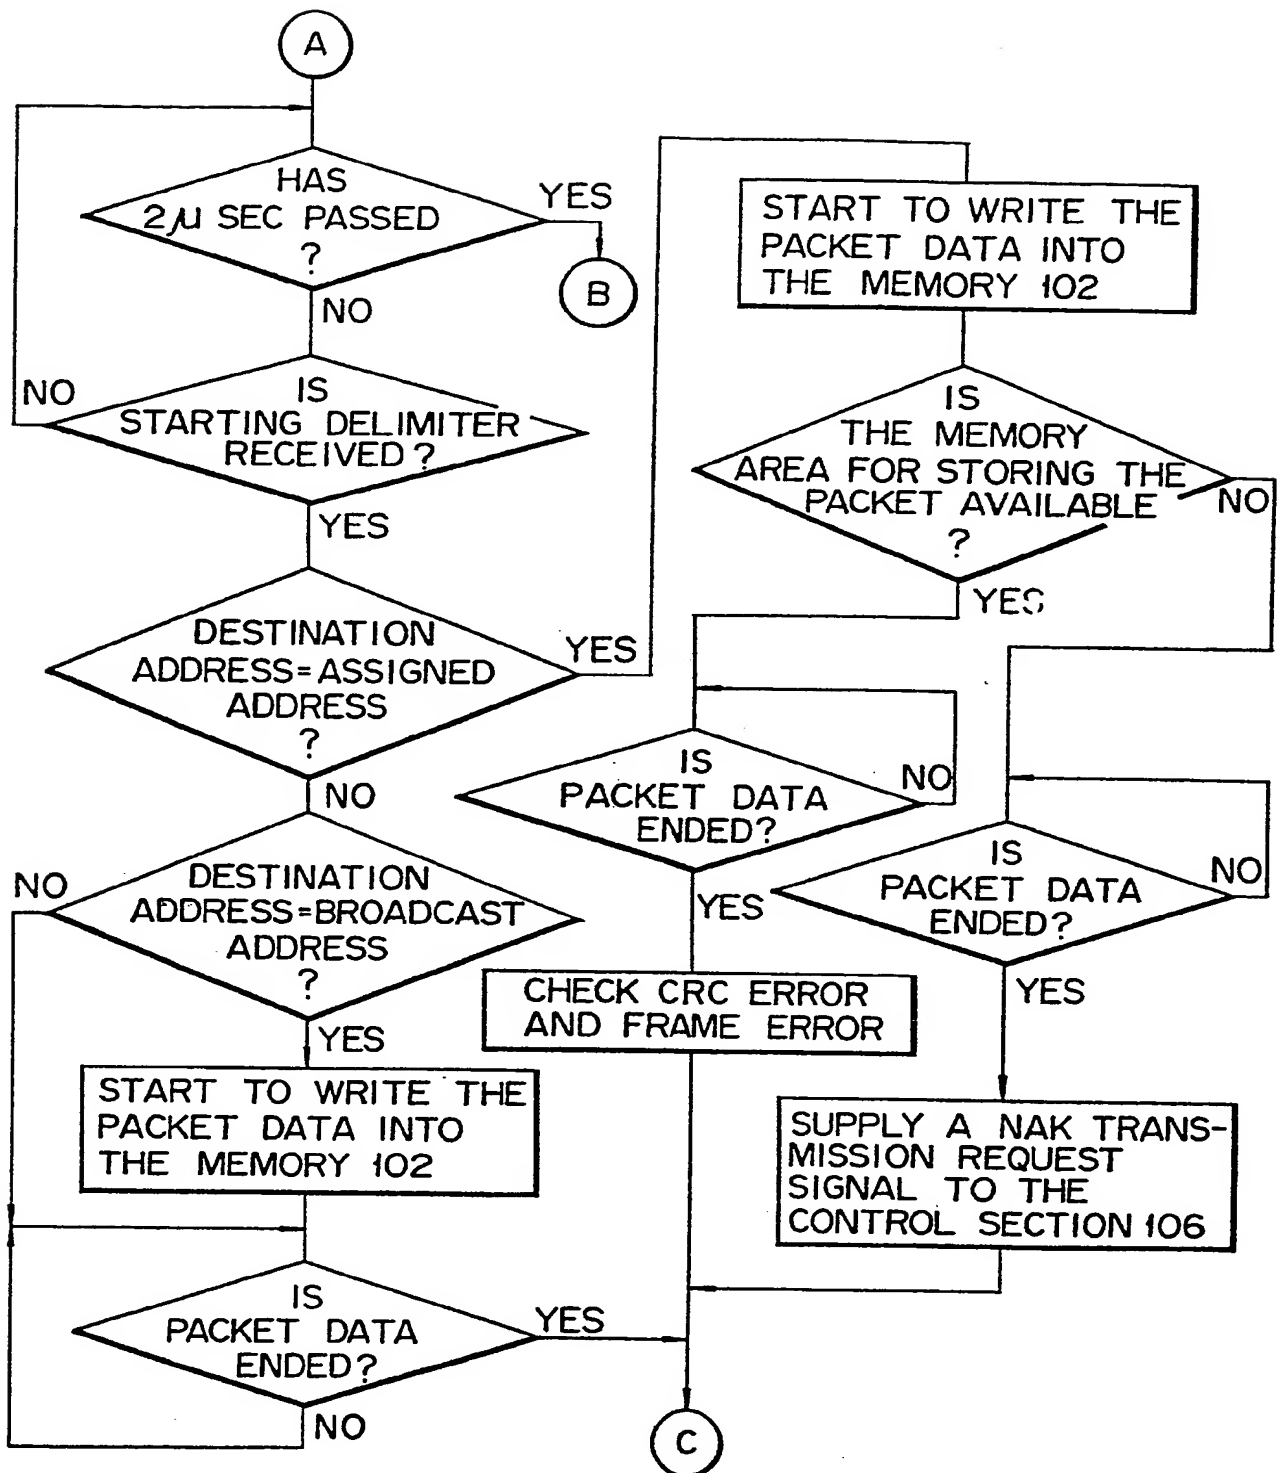 A
HAS
2μ SEC PASSED
?
YES
B
NO
IS
STARTING DELIMITER
RECEIVED?
NO
YES
DESTINATION
ADDRESS=ASSIGNED
ADDRESS
?
YES
NO
DESTINATION
ADDRESS=BROADCAST
ADDRESS
?
NO
YES
START TO WRITE THE
PACKET DATA INTO
THE MEMORY 102
IS
PACKET DATA
ENDED?
YES
NO
START TO WRITE THE
PACKET DATA INTO
THE MEMORY 102
IS
THE MEMORY
AREA FOR STORING THE
PACKET AVAILABLE
?
NO
YES
IS
PACKET DATA
ENDED?
NO
YES
CHECK CRC ERROR
AND FRAME ERROR
IS
PACKET DATA
ENDED?
NO
YES
SUPPLY A NAK TRANS-
MISSION REQUEST
SIGNAL TO THE
CONTROL SECTION 106
C